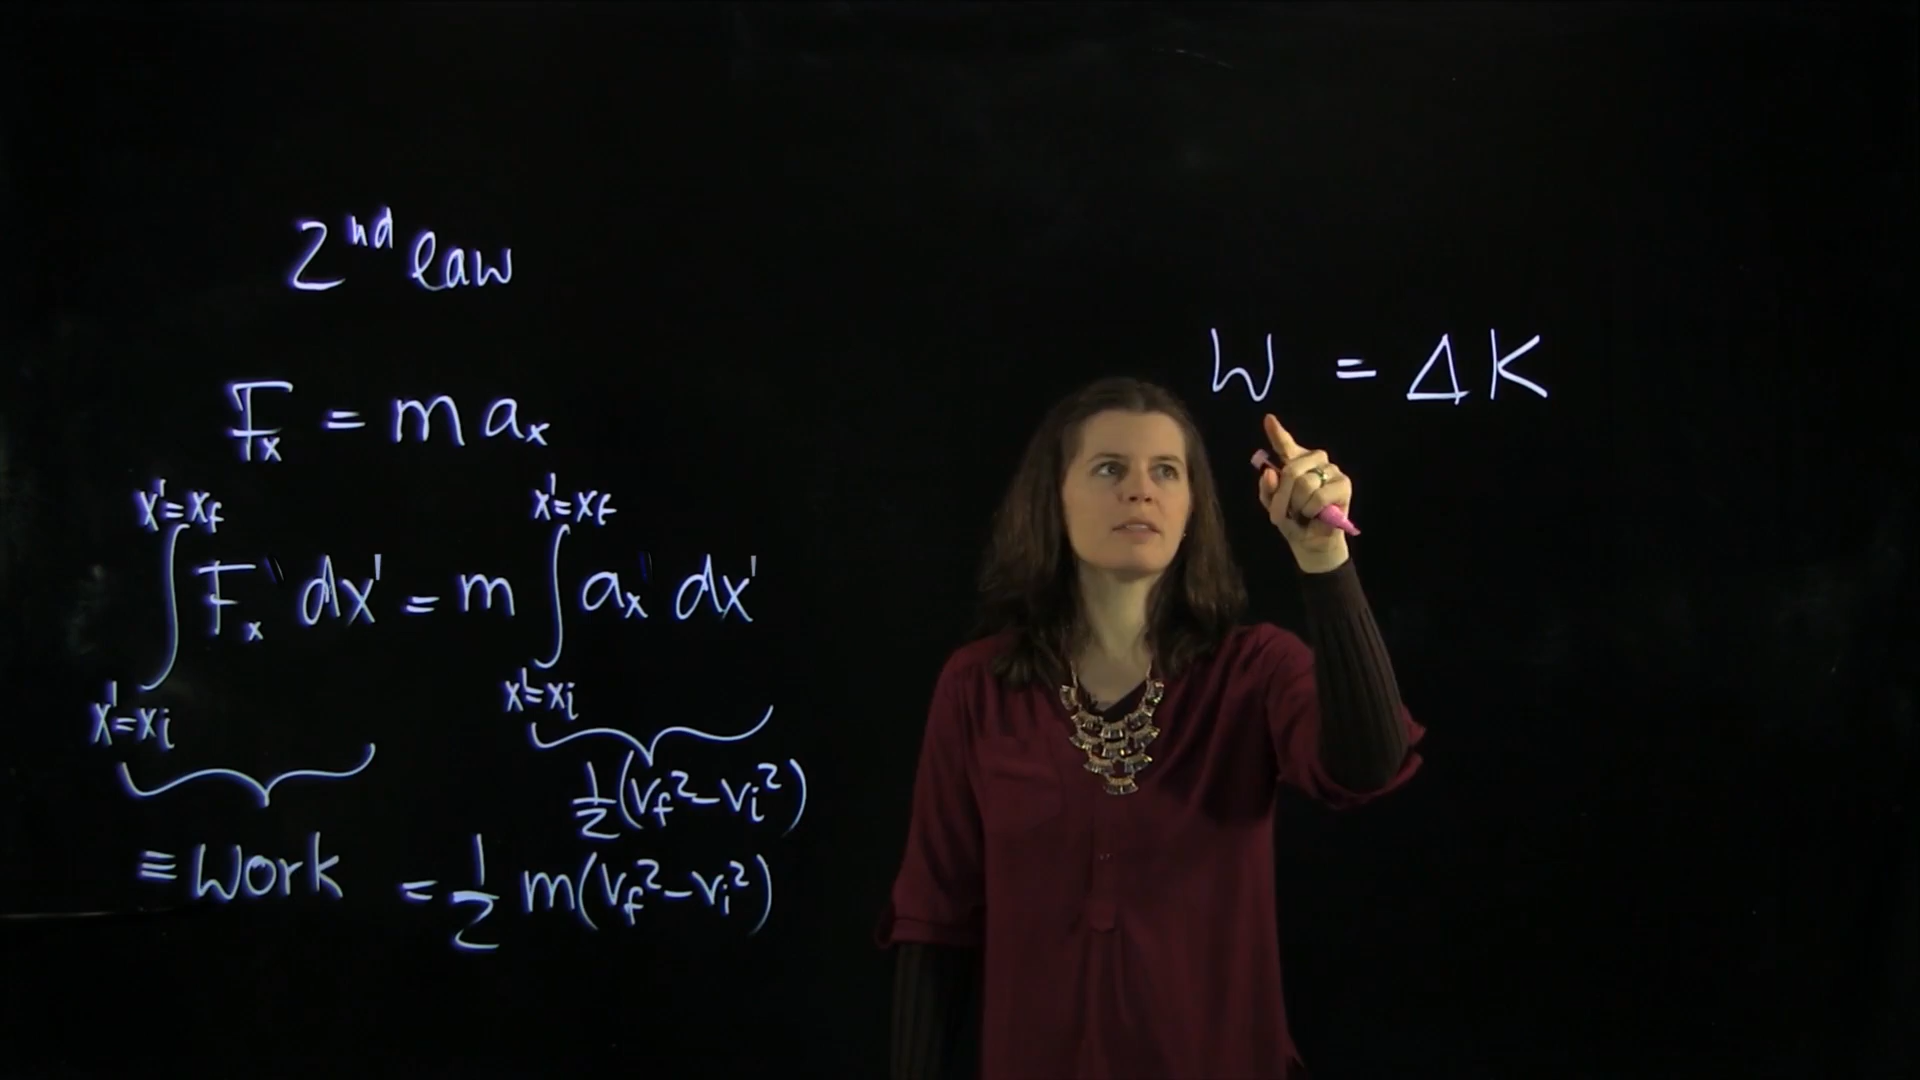 2nd law
Fx = m ax
x'=xf x'=xf
∫ Fx' dx' = m ∫ ax' dx'
x'=xi x'=xi
1/2 (vf² - vi²)
≡ Work = 1/2 m(vf² - vi²)
W = ΔK